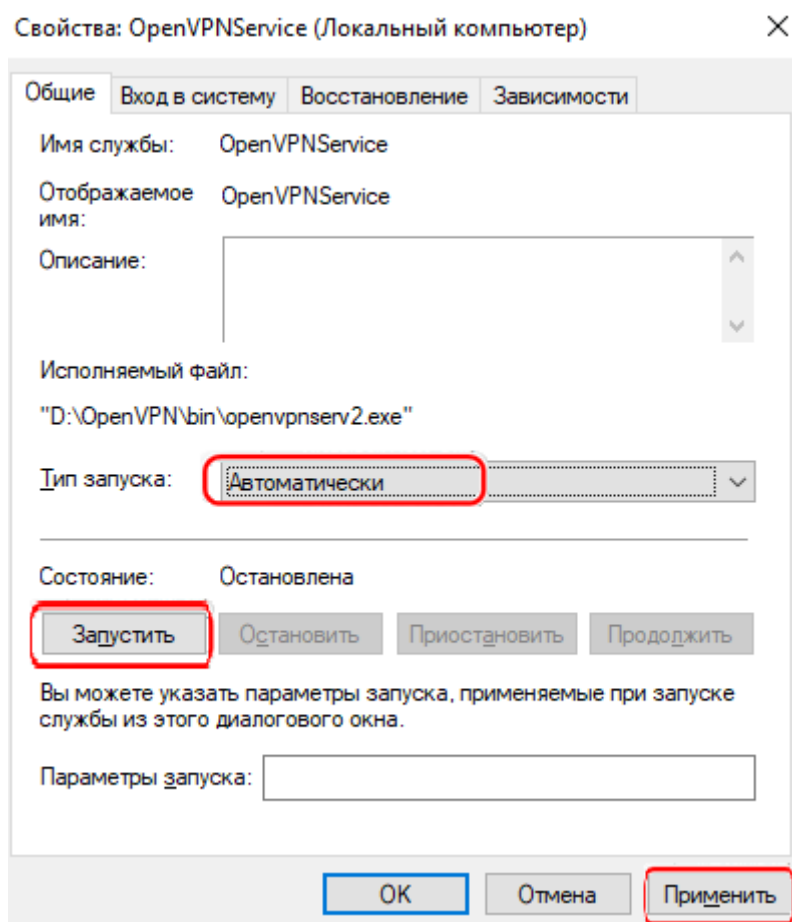 Свойства: OpenVPNService (Локальный компьютер)
Общие Вход в систему Восстановление Зависимости
Имя службы: OpenVPNService
Отображаемое имя: OpenVPNService
Описание:
Исполняемый файл:
"D:\OpenVPN\bin\openvpnserv2.exe"
Тип запуска: Автоматически
Состояние: Остановлена
Запустить Остановить Приостановить Продолжить
Вы можете указать параметры запуска, применяемые при запуске
службы из этого диалогового окна.
Параметры запуска:
OK Отмена Применить